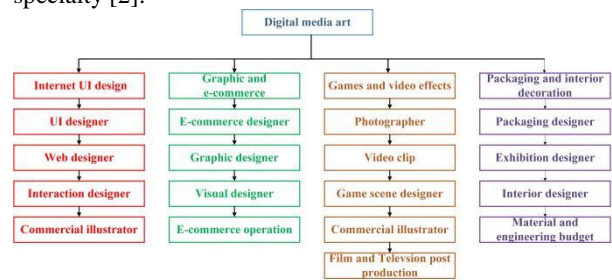 specialty [2].
Digital media art
Internet UI design
UI designer
Web designer
Interaction designer
Commercial illustrator
Graphic and
e-commerce
E-commerce designer
Graphic designer
Visual designer
E-commerce operation
Games and video effects
Photographer
Video clip
Game scene designer
Commercial illustrator
Film and Televsion post
production
Packaging and interior
decoration
Packaging designer
Exhibition designer
Interior designer
Material and
engineering budget